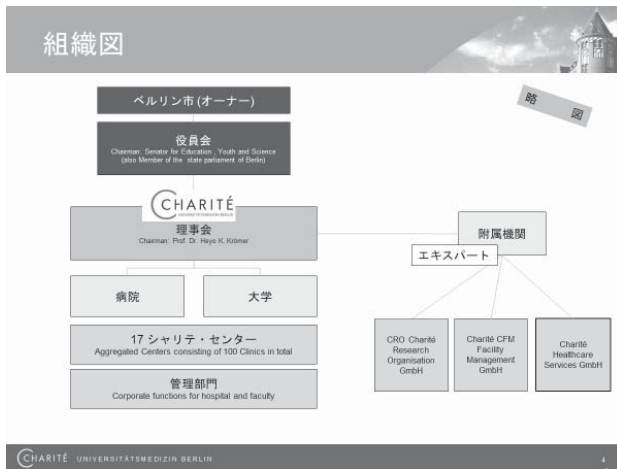 組織図
略 図
ベルリン市 (オーナー)
役員会
Chairman: Senator for Education , Youth and Science
(also Member of the state parliament of Berlin)
CHARITÉ
UNIVERSITÄTSMEDIZIN BERLIN
理事会
Chairman: Prof. Dr. Heyo K. Krömer
附属機関
エキスパート
病院
大学
17 シャリテ・センター
Aggregated Centers consisting of 100 Clinics in total
管理部門
Corporate functions for hospital and faculty
CRO Charité
Research
Organisation
GmbH
Charité CFM
Facility
Management
GmbH
Charité
Healthcare
Services GmbH
CHARITÉ UNIVERSITÄTSMEDIZIN BERLIN
4